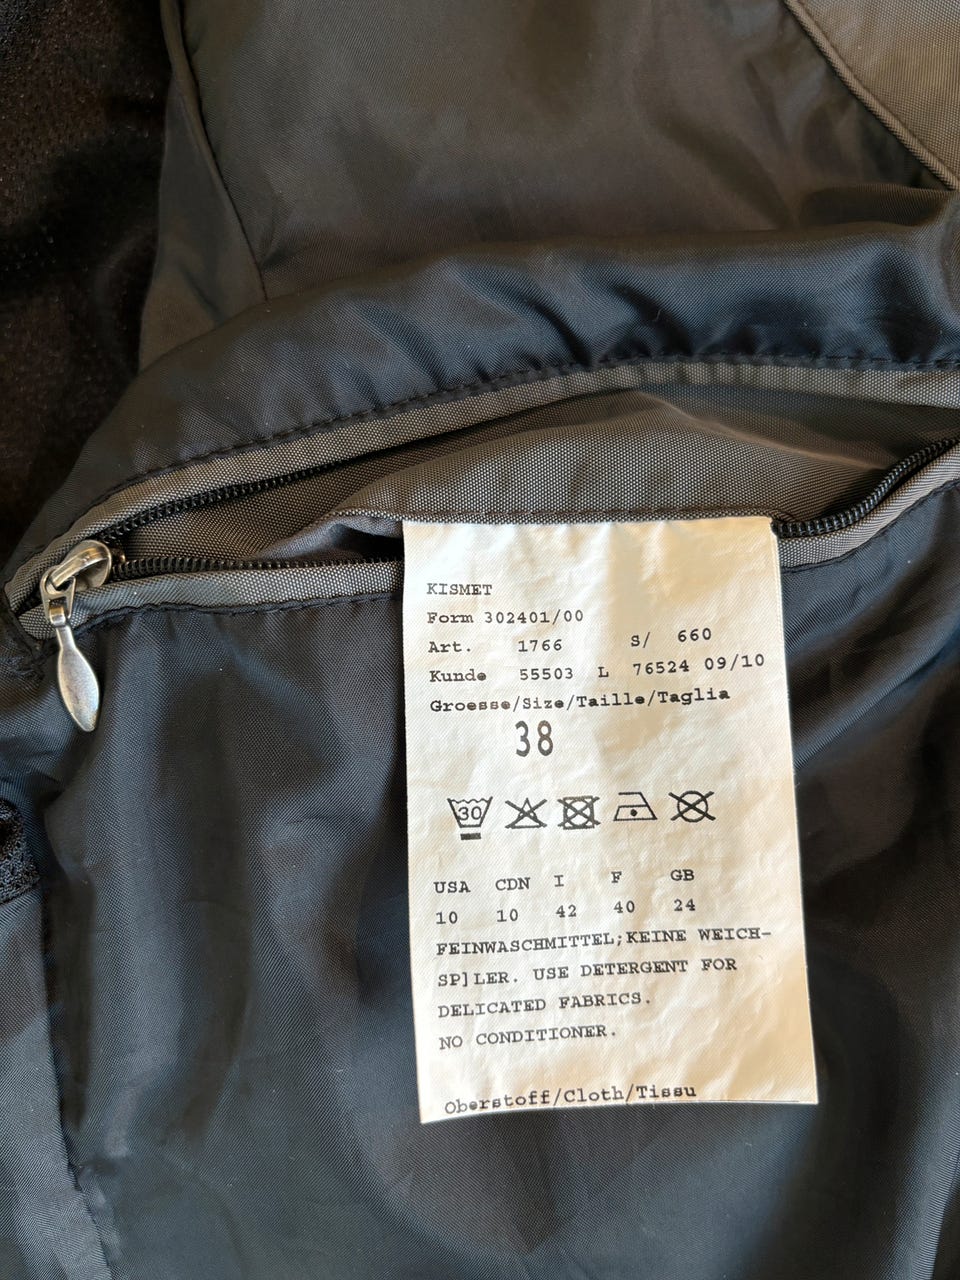 KISMET
Form 302401/00
Art. 1766 S/ 660
Kunde 55503 L 76524 09/10
Groesse/Size/Taille/Taglia
38
30
USA CDN I F GB
10 10 42 40 24
FEINWASCHMITTEL;KEINE WEICH-
SP]LER. USE DETERGENT FOR
DELICATED FABRICS.
NO CONDITIONER.
Oberstoff/Cloth/Tissu